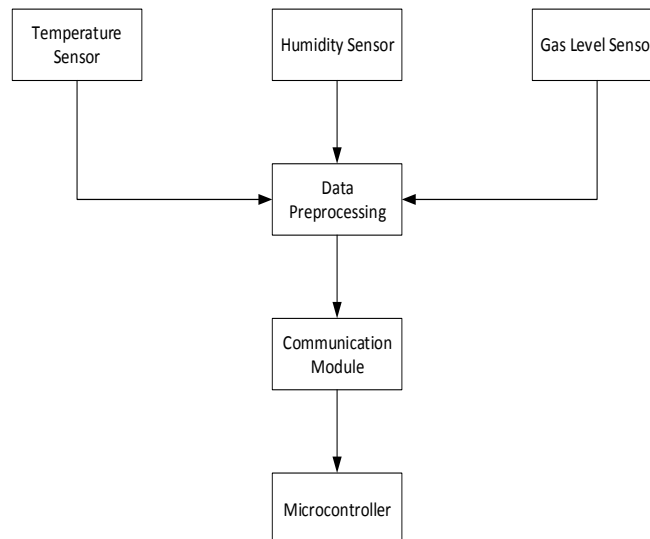 Temperature
Sensor
Humidity Sensor
Gas Level Senso
Data
Preprocessing
Communication
Module
Microcontroller